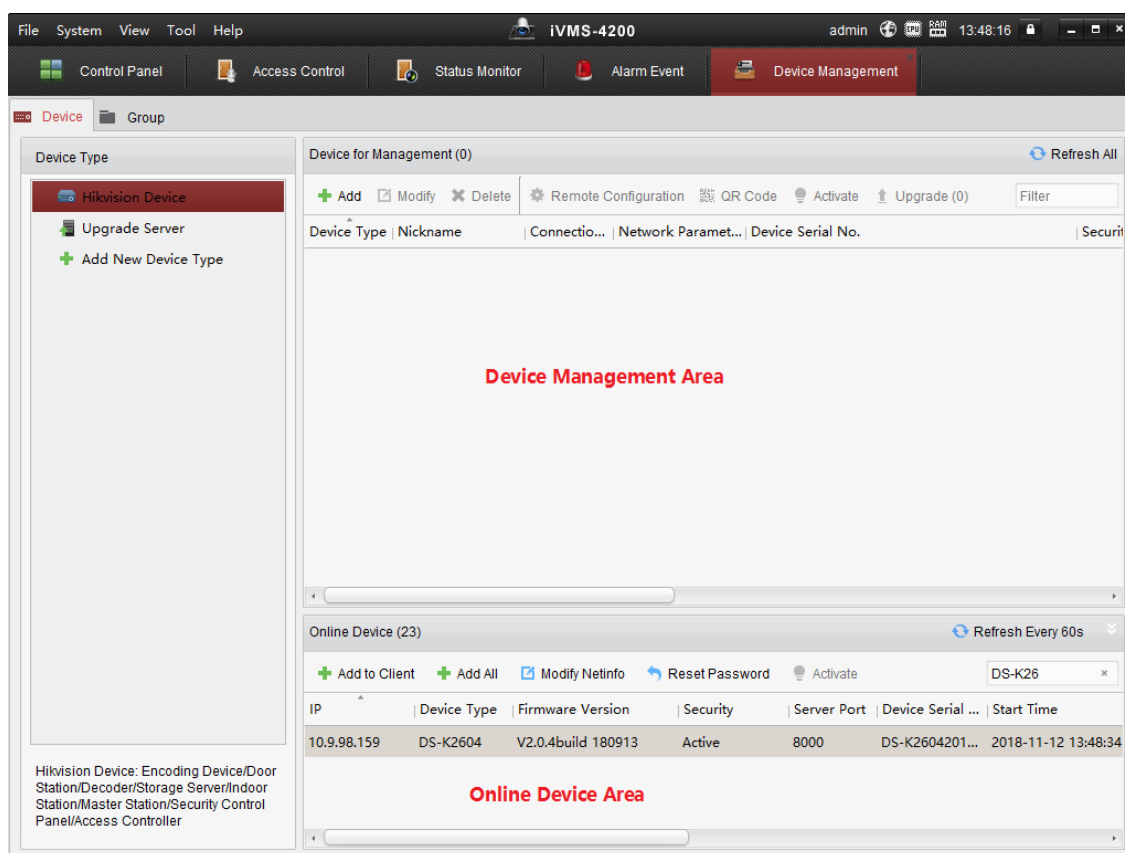 File System View Tool Help iVMS-4200 admin CPU RAM 13:48:16
Control Panel Access Control Status Monitor Alarm Event Device Management
Device Group
Device Type
Hikvision Device
Upgrade Server
Add New Device Type
Hikvision Device: Encoding Device/Door
Station/Decoder/Storage Server/Indoor
Station/Master Station/Security Control
Panel/Access Controller
Device for Management (0) Refresh All
Add Modify Delete Remote Configuration QR Code Activate Upgrade (0) Filter
Device Type Nickname Connectio... Network Paramet... Device Serial No. Securit
Device Management Area
Online Device (23) Refresh Every 60s
Add to Client Add All Modify Netinfo Reset Password Activate DS-K26
IP Device Type Firmware Version Security Server Port Device Serial ... Start Time
10.9.98.159 DS-K2604 V2.0.4build 180913 Active 8000 DS-K2604201... 2018-11-12 13:48:34
Online Device Area